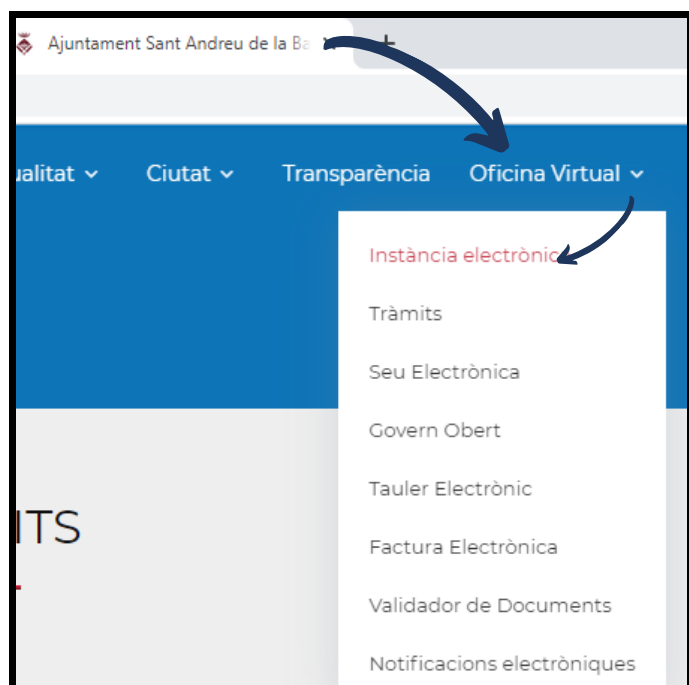 Ajuntament Sant Andreu de la Ba
ualitat Ciutat Transparència Oficina Virtual
Instància electrònic
Tràmits
Seu Electrònica
Govern Obert
Tauler Electrònic
ITS
Factura Electrònica
Validador de Documents
Notificacions electròniques